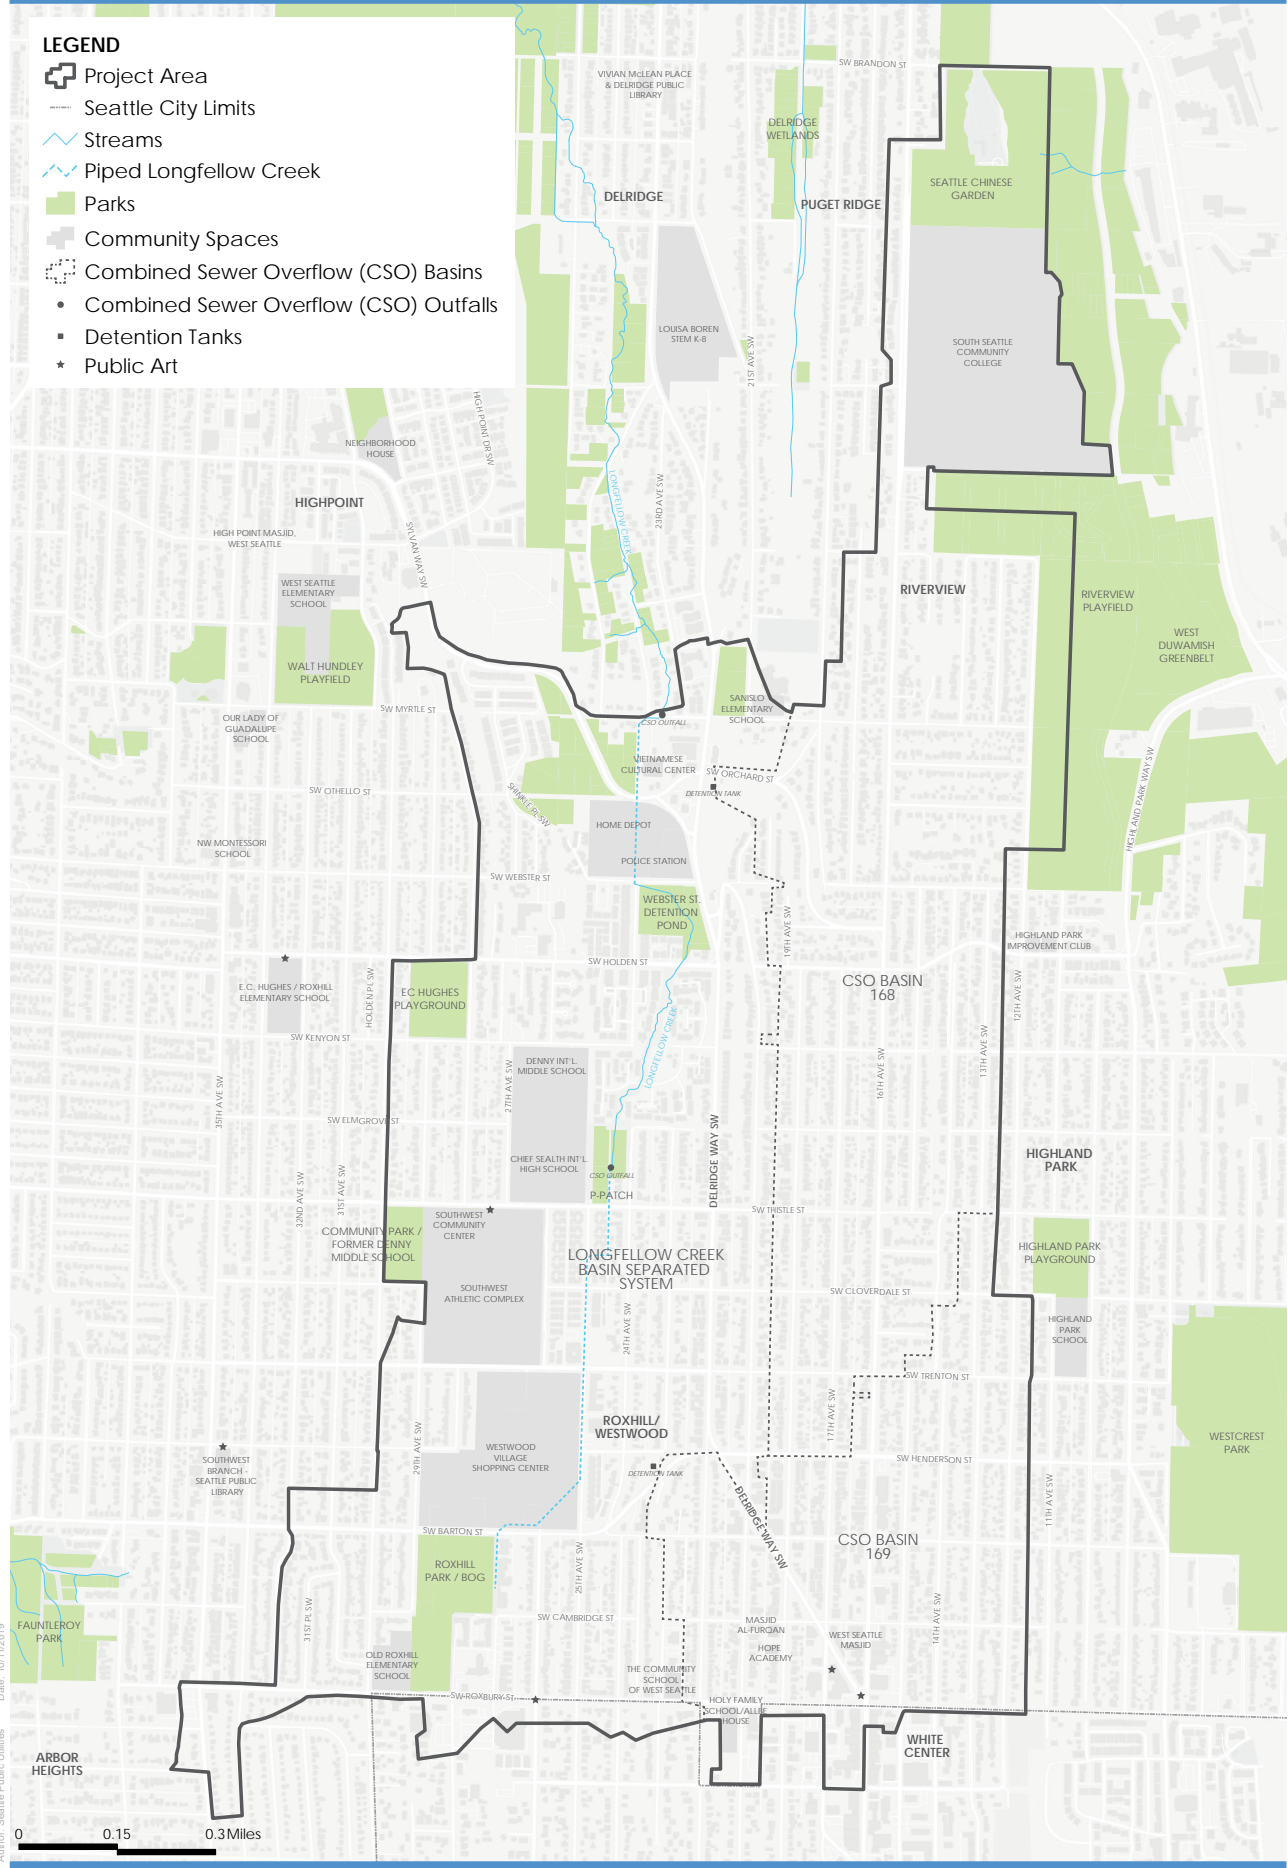 LEGEND
Project Area
Seattle City Limits
Streams
Piped Longfellow Creek
Parks
Community Spaces
Combined Sewer Overflow (CSO) Basins
Combined Sewer Overflow (CSO) Outfalls
Detention Tanks
Public Art
VIVIAN McLEAN PLACE
& DELRIDGE PUBLIC
LIBRARY
SW BRANDON ST
DELRIDGE
WETLANDS
SEATTLE CHINESE
GARDEN
DELRIDGE
PUGET RIDGE
LOUISA BOREN
STEM K-8
21ST AVE SW
SOUTH SEATTLE
COMMUNITY
COLLEGE
HIGH POINT DR SW
NEIGHBORHOOD
HOUSE
HIGHPOINT
LONGFELLOW CREEK
23RD AVE SW
HIGH POINT MASJID,
WEST SEATTLE
SYLVAN WAY SW
WEST SEATTLE
ELEMENTARY
SCHOOL
RIVERVIEW
RIVERVIEW
PLAYFIELD
WEST
DUWAMISH
GREENBELT
WALT HUNDLEY
PLAYFIELD
SW MYRTLE ST
SANISLO
ELEMENTARY
SCHOOL
OUR LADY OF
GUADALUPE
SCHOOL
CSO OUTFALL
VIETNAMESE
CULTURAL CENTER
SW ORCHARD ST
DETENTION TANK
SW OTHELLO ST
SHINKLE PL SW
HIGHLAND PARK WAY SW
HOME DEPOT
NW MONTESSORI
SCHOOL
POLICE STATION
SW WEBSTER ST
WEBSTER ST.
DETENTION
POND
19TH AVE SW
HIGHLAND PARK
IMPROVEMENT CLUB
SW HOLDEN ST
CSO BASIN
168
12TH AVE SW
E.C. HUGHES / ROXHILL
ELEMENTARY SCHOOL
HOLDEN PL SW
EC HUGHES
PLAYGROUND
SW KENYON ST
LONGFELLOW CREEK
13TH AVE SW
DENNY INT'L.
MIDDLE SCHOOL
27TH AVE SW
16TH AVE SW
35TH AVE SW
SW ELMGROVE ST
DELRIDGE WAY SW
HIGHLAND
PARK
CHIEF SEALTH INT'L.
HIGH SCHOOL
CSO OUTFALL
P-PATCH
32ND AVE SW
31ST AVE SW
SW THISTLE ST
SOUTHWEST
COMMUNITY
CENTER
COMMUNITY PARK /
FORMER DENNY
MIDDLE SCHOOL
LONGFELLOW CREEK
BASIN SEPARATED
SYSTEM
HIGHLAND PARK
PLAYGROUND
SOUTHWEST
ATHLETIC COMPLEX
SW CLOVERDALE ST
24TH AVE SW
HIGHLAND
PARK
SCHOOL
SW TRENTON ST
17TH AVE SW
ROXHILL/
WESTWOOD
29TH AVE SW
WESTWOOD
VILLAGE
SHOPPING CENTER
WESTCREST
PARK
SOUTHWEST
BRANCH -
SEATTLE PUBLIC
LIBRARY
DETENTION TANK
SW HENDERSON ST
11TH AVE SW
DELRIDGE WAY SW
SW BARTON ST
CSO BASIN
169
ROXHILL
PARK / BOG
25TH AVE SW
FAUNTLEROY
PARK
31ST PL SW
SW CAMBRIDGE ST
14TH AVE SW
MASJID
AL-FURQAN
HOPE
ACADEMY
WEST SEATTLE
MASJID
OLD ROXHILL
ELEMENTARY
SCHOOL
THE COMMUNITY
SCHOOL
OF WEST SEATTLE
SW ROXBURY ST
HOLY FAMILY
SCHOOL/ALLEE
HOUSE
WHITE
CENTER
ARBOR
HEIGHTS
0 0.15 0.3 Miles
Author: Seattle Public Utilities Date: 10/11/2019